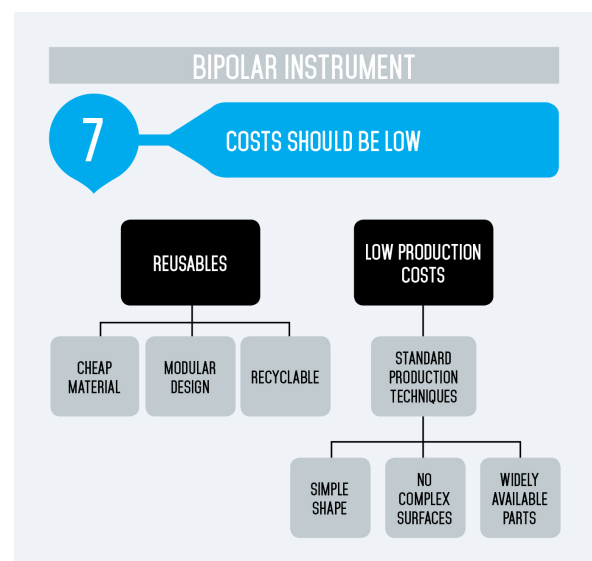 BIPOLAR INSTRUMENT
7
COSTS SHOULD BE LOW
REUSABLES
LOW PRODUCTION
COSTS
CHEAP
MATERIAL
MODULAR
DESIGN
RECYCLABLE
STANDARD
PRODUCTION
TECHNIQUES
SIMPLE
SHAPE
NO
COMPLEX
SURFACES
WIDELY
AVAILABLE
PARTS